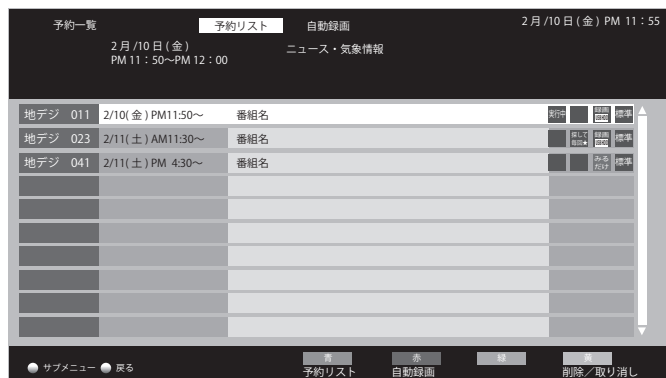 予約一覧 予約リスト 自動録画 2月/10日(金) PM 11：55
2月/10日(金) ニュース・気象情報
PM 11：50～PM 12：00
地デジ 011 2/10(金) PM11:50～ 番組名 実行中 録画 標準
地デジ 023 2/11(土) AM11:30～ 番組名 探して毎回★ 録画 標準
地デジ 041 2/11(土) PM 4:30～ 番組名 みるだけ 標準
青 赤 緑 黄
サブメニュー 戻る 予約リスト 自動録画 削除／取り消し